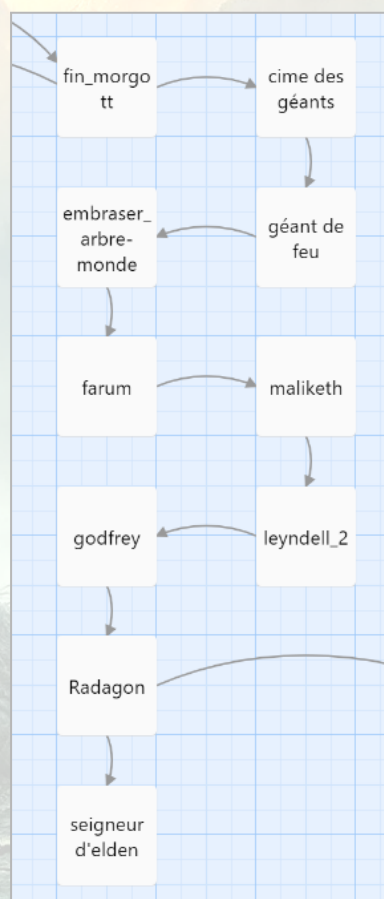 fin_morgo
tt
cime des
géants
embraser_
arbre-
monde
géant de
feu
farum
maliketh
godfrey
leyndell_2
Radagon
seigneur
d'elden